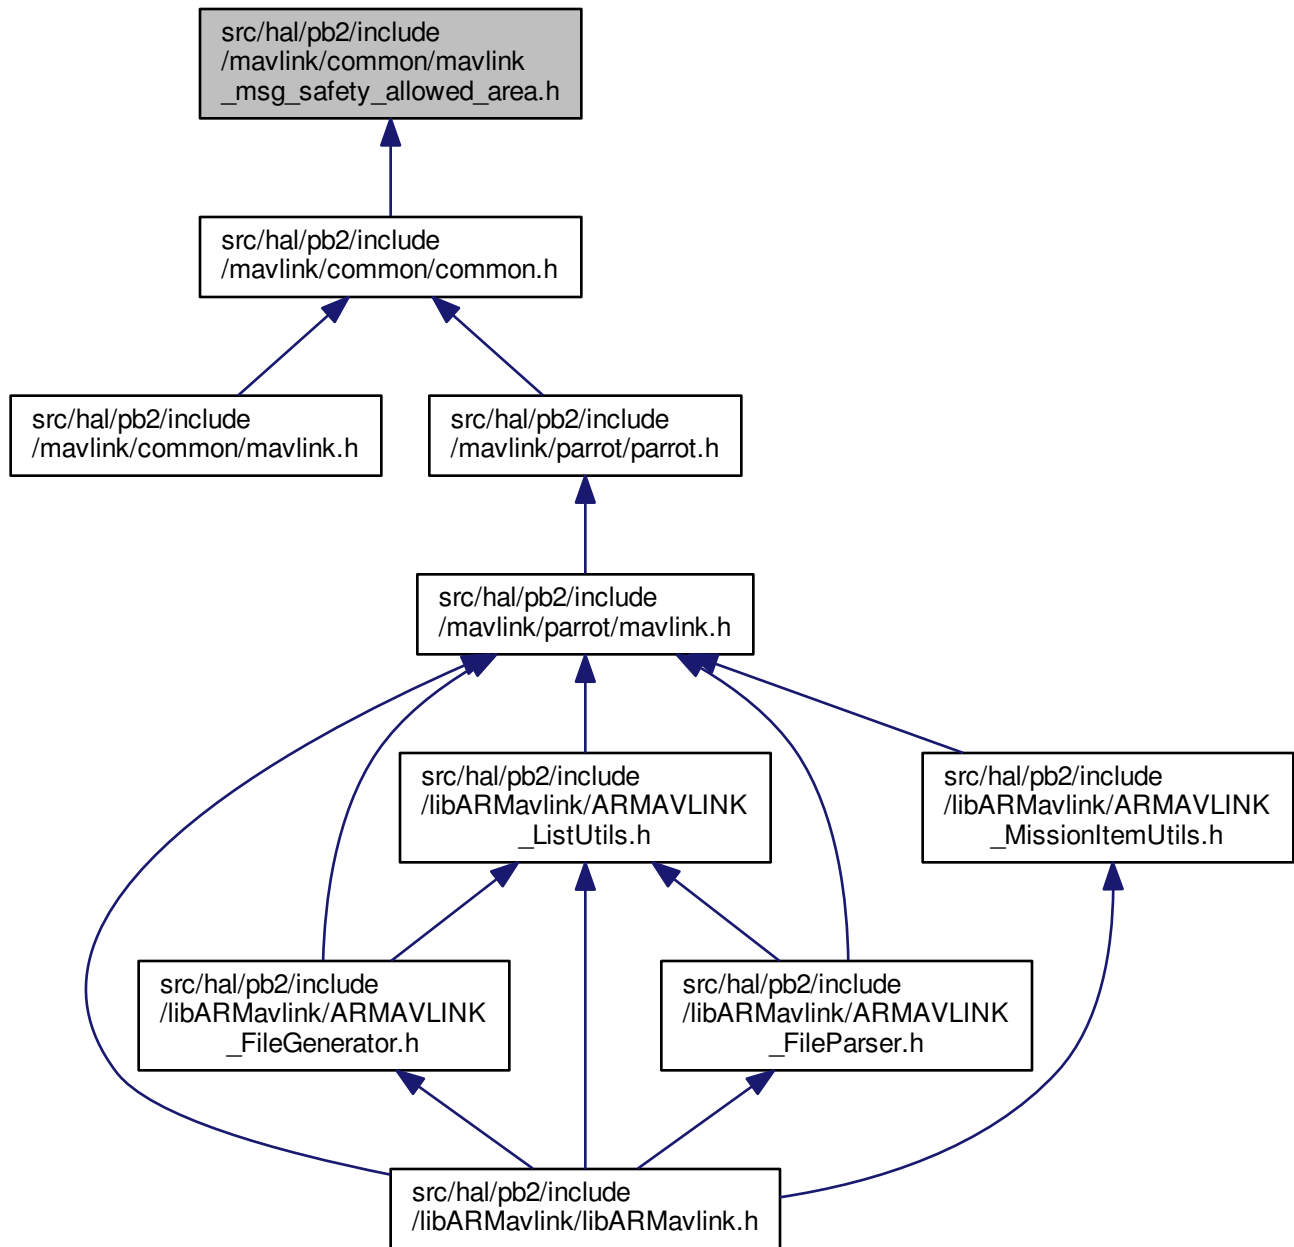 src/hal/pb2/include
/mavlink/common/mavlink
_msg_safety_allowed_area.h
src/hal/pb2/include
/mavlink/common/common.h
src/hal/pb2/include
/mavlink/common/mavlink.h
src/hal/pb2/include
/mavlink/parrot/parrot.h
src/hal/pb2/include
/mavlink/parrot/mavlink.h
src/hal/pb2/include
/libARMavlink/ARMAVLINK
_ListUtils.h
src/hal/pb2/include
/libARMavlink/ARMAVLINK
_MissionItemUtils.h
src/hal/pb2/include
/libARMavlink/ARMAVLINK
_FileGenerator.h
src/hal/pb2/include
/libARMavlink/ARMAVLINK
_FileParser.h
src/hal/pb2/include
/libARMavlink/libARMavlink.h